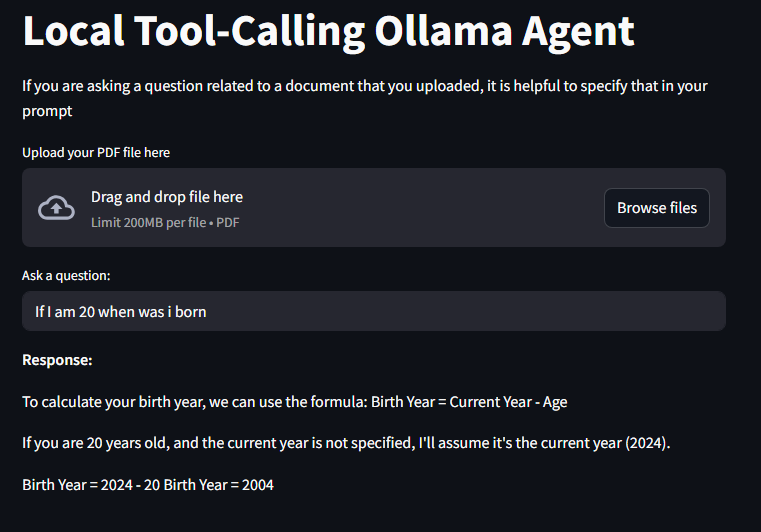 Local Tool-Calling Ollama Agent
If you are asking a question related to a document that you uploaded, it is helpful to specify that in your
prompt
Upload your PDF file here
Drag and drop file here
Limit 200MB per file • PDF
Browse files
Ask a question:
If I am 20 when was i born
Response:
To calculate your birth year, we can use the formula: Birth Year = Current Year - Age
If you are 20 years old, and the current year is not specified, I'll assume it's the current year (2024).
Birth Year = 2024 - 20 Birth Year = 2004